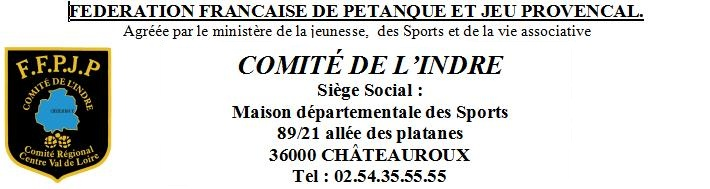 FEDERATION FRANCAISE DE PETANQUE ET JEU PROVENCAL.
Agréée par le ministère de la jeunesse, des Sports et de la vie associative
F.F.P.J.P
COMITÉ DE L'INDRE
Comité Régional
Centre Val de Loire
COMITÉ DE L’INDRE
Siège Social :
Maison départementale des Sports
89/21 allée des platanes
36000 CHÂTEAUROUX
Tel : 02.54.35.55.55